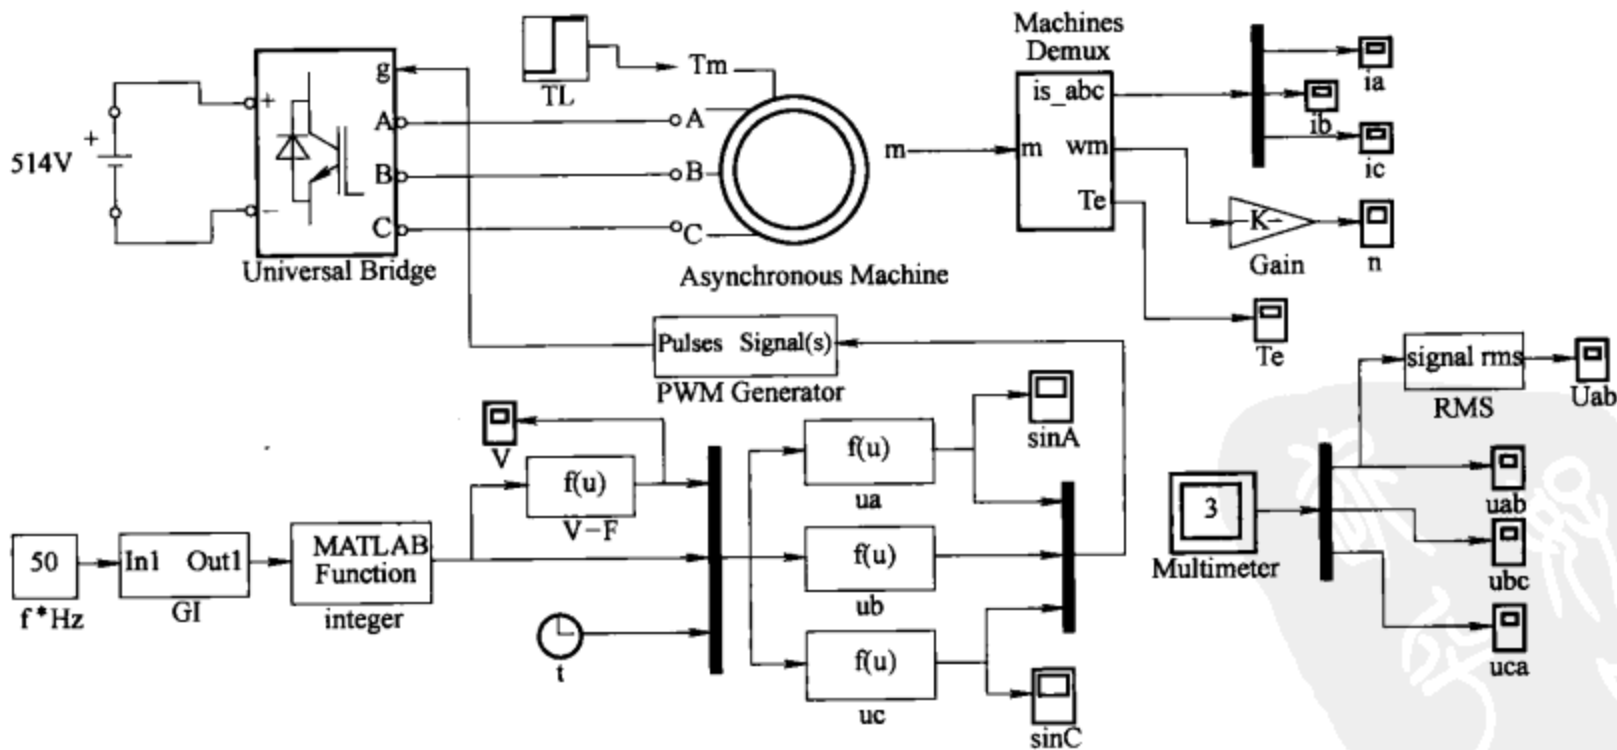 Machines
Demux
g
TL
Tm
is_abc
ia
ib
ic
+
A
A
514V
+
B
B
m
m
wm
−
C
C
Te
-K-
Universal Bridge
Asynchronous Machine
Gain
n
Pulses Signal(s)
PWM Generator
Te
signal rms
RMS
Uab
V
sinA
f(u)
ua
f(u)
V-F
3
Multimeter
uab
50
f*Hz
In1 Out1
GI
MATLAB
Function
integer
f(u)
ub
ubc
t
f(u)
uc
uca
sinC